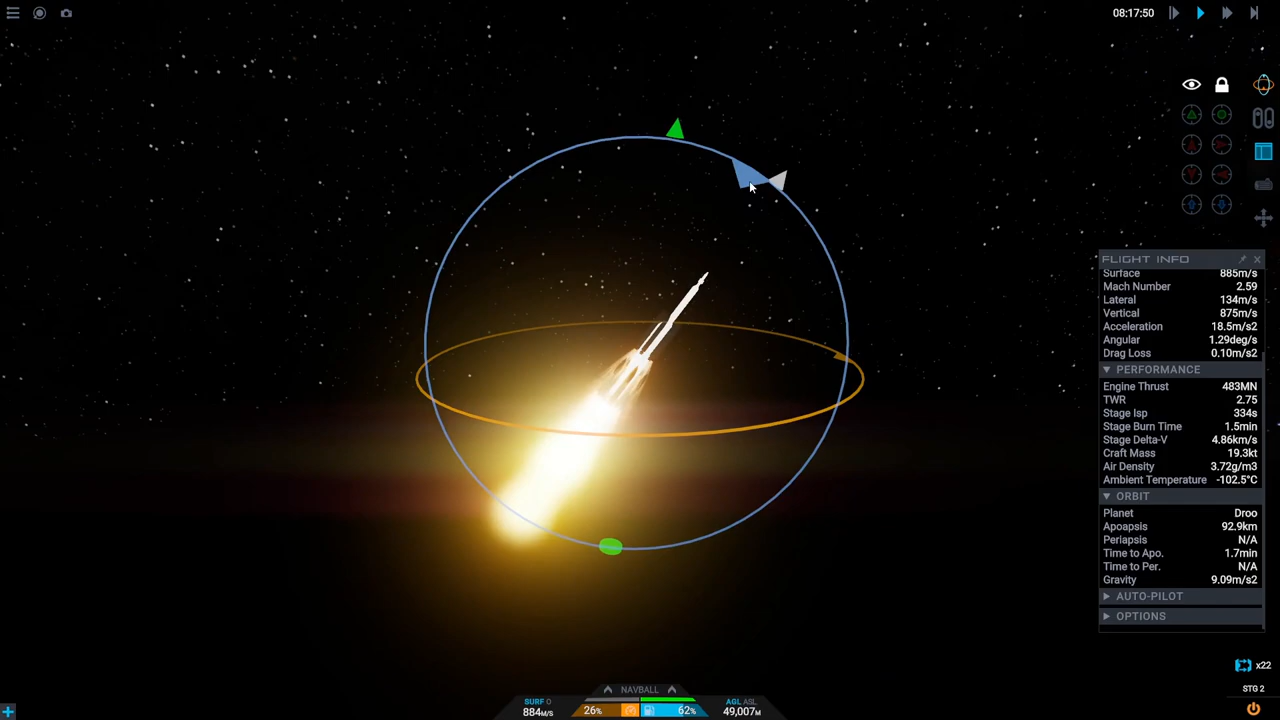 08:17:50
FLIGHT INFO
Surface 885m/s
Mach Number 2.59
Lateral 134m/s
Vertical 875m/s
Acceleration 18.5m/s2
Angular 1.29deg/s
Drag Loss 0.10m/s2
PERFORMANCE
Engine Thrust 483MN
TWR 2.75
Stage Isp 334s
Stage Burn Time 1.5min
Stage Delta-V 4.86km/s
Craft Mass 19.3kt
Air Density 3.72g/m3
Ambient Temperature -102.5°C
ORBIT
Planet Droo
Apoapsis 92.9km
Periapsis N/A
Time to Apo. 1.7min
Time to Per. N/A
Gravity 9.09m/s2
AUTO-PILOT
OPTIONS
x22
STG 2
NAVBALL
SURF O
884M/S
26%
62%
AGL ASL
49,007M